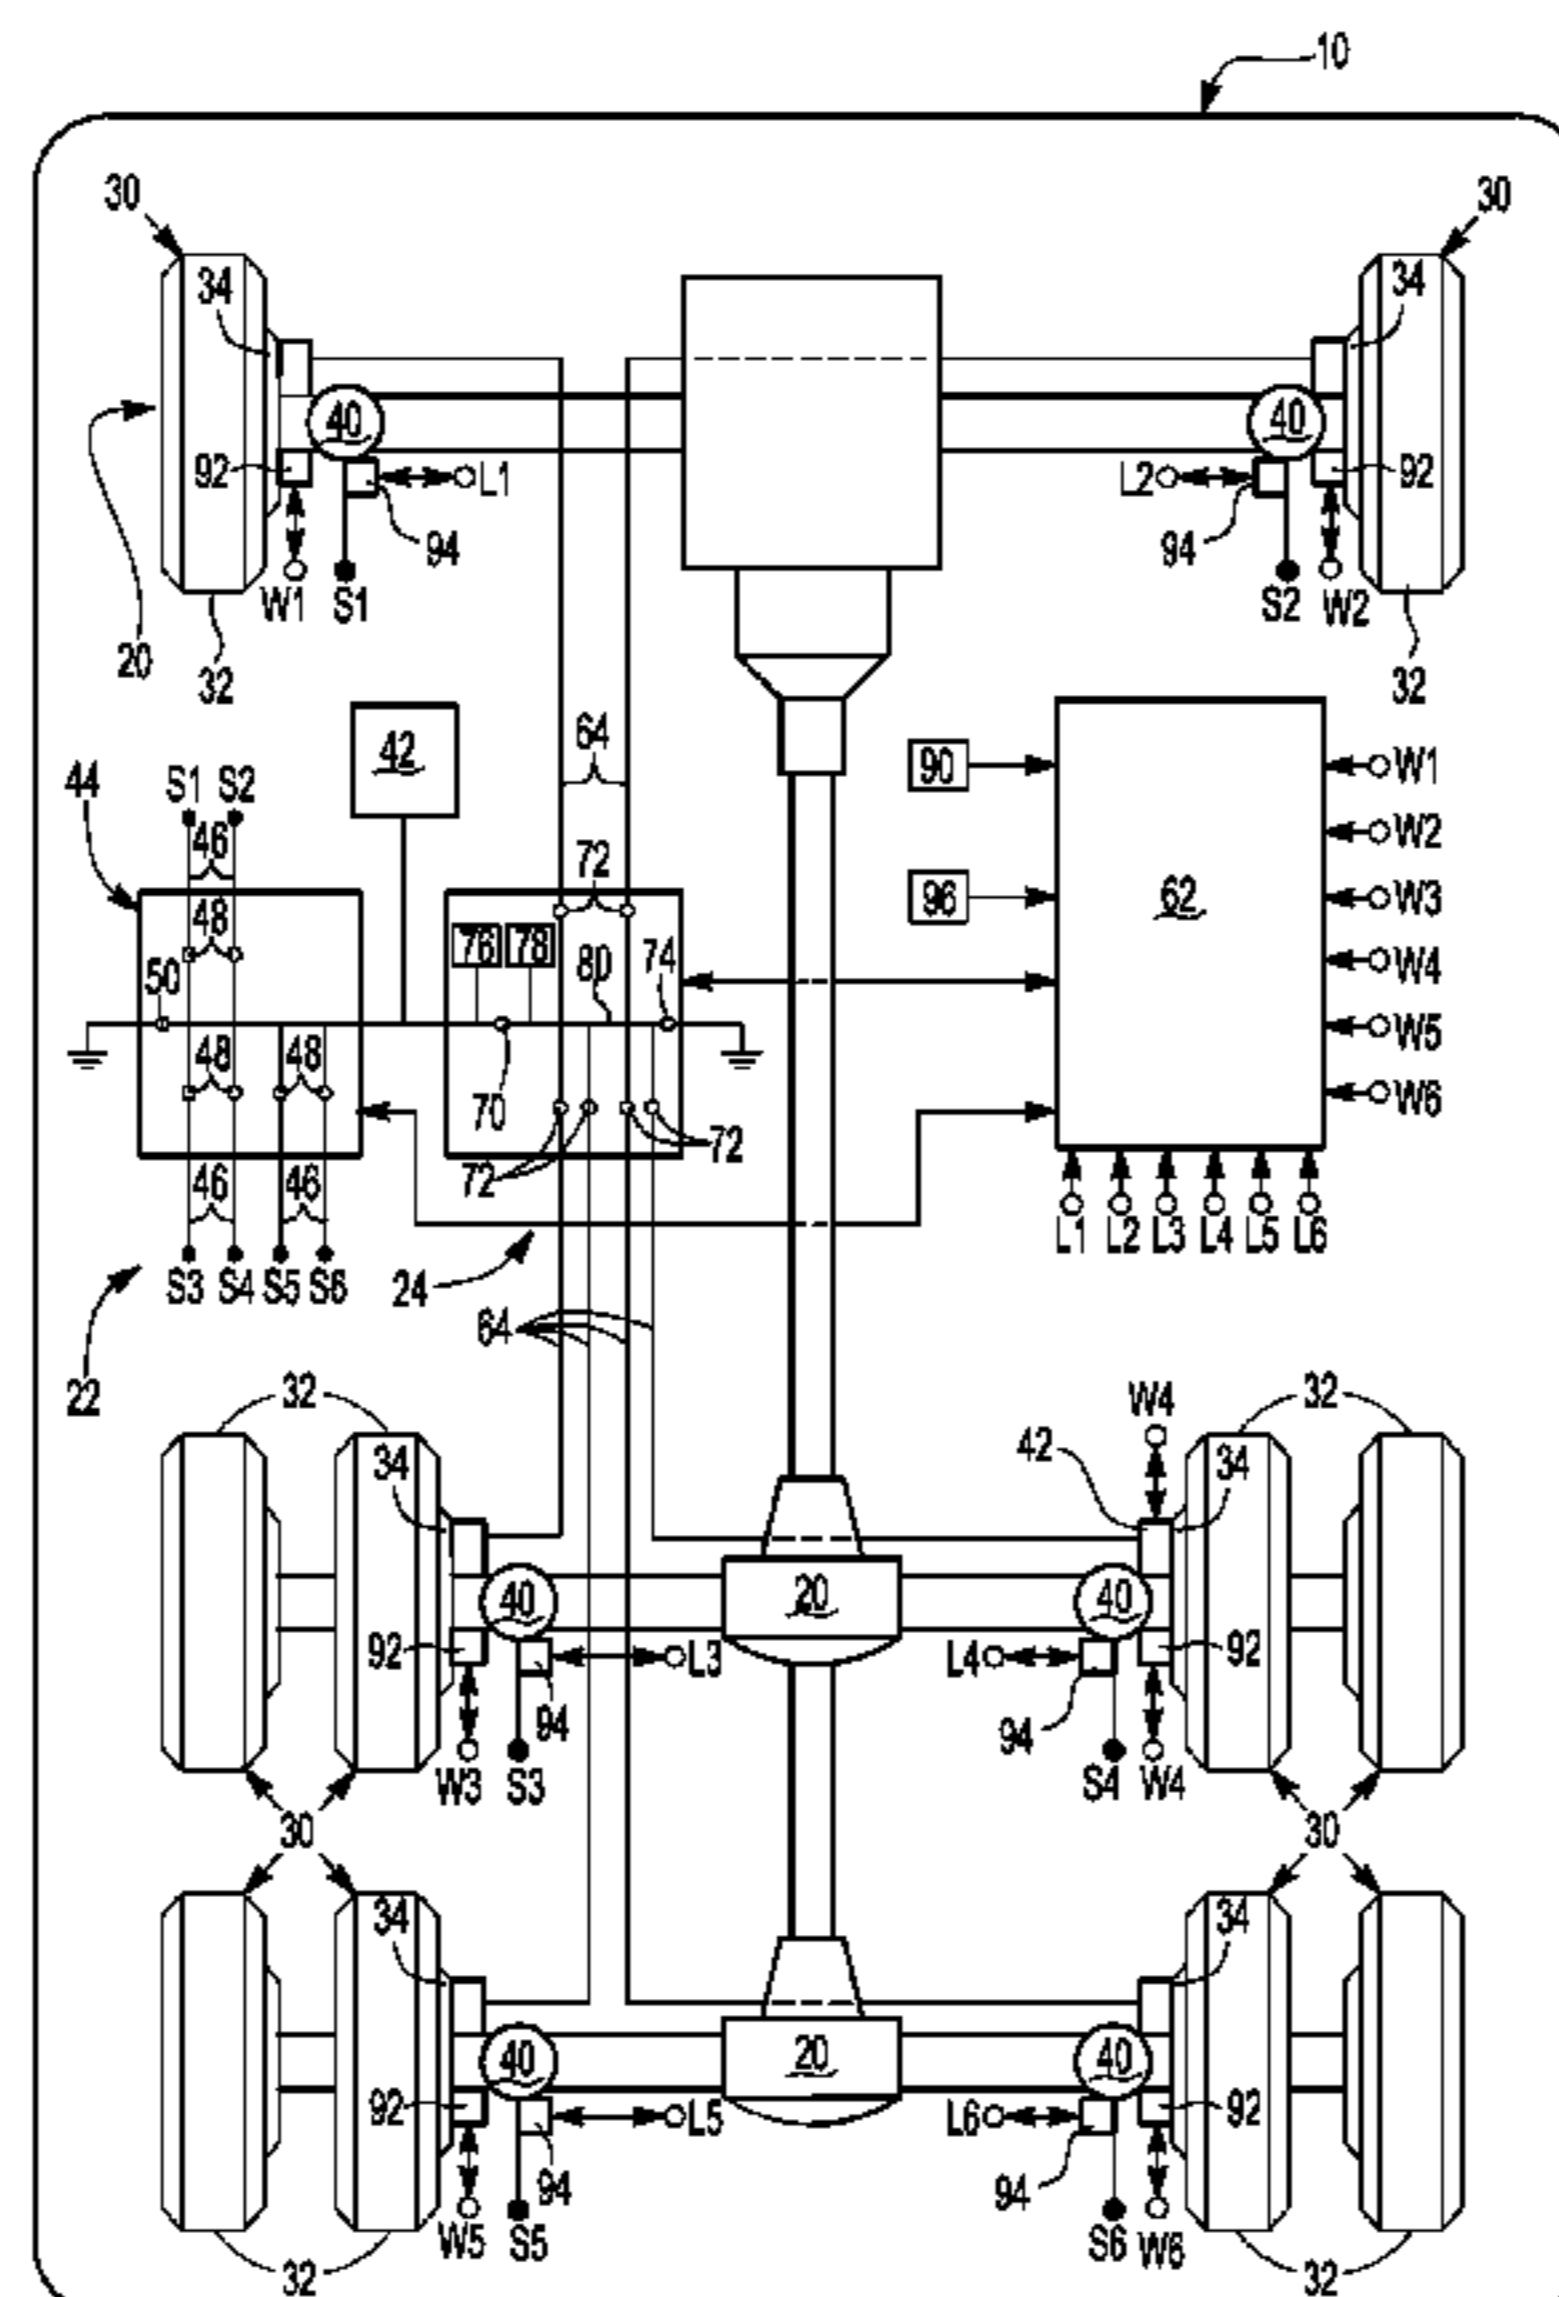 10
30 30
34 34
40 40
92 L1 L2 92
94 94
W1 S1 S2 W2
20 32 32
42 64 90 W1
44 S1 S2
46 72 W2
48 96 62 W3
50 76 78 80 74 W4
48 48 W5
70 W6
72 72
46 46
L1 L2 L3 L4 L5 L6
S3 S4 S5 S6 24
64
22 32 W4 32
34 42 34
40 20 40
92 L3 L4 92
94 94
W3 S3 S4 W4
30 30
34 34
40 20 40
92 L5 L6 92
94 94
W5 S5 S6 W6
32 32